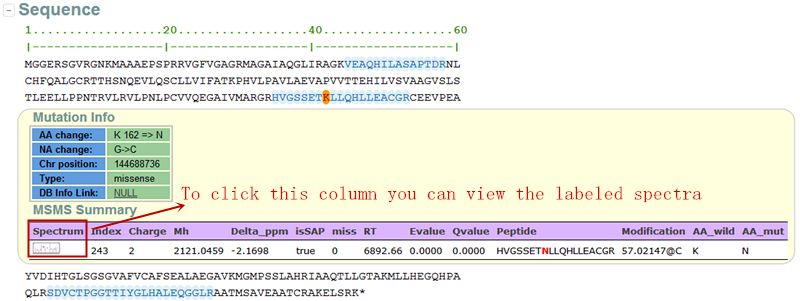 Sequence
1...................20...................40...................60
|-------------------|--------------------|-------------------|
MGGERSGVRGNKMAAAEPSPRRVGFVGAGRMAGAIAQGLIRAGKVEAQHILASAPTDRNL
CHFQALGCRTTHSNQEVLQSCLLVIFATKPHVLPAVLAEVAPVVTTEHILVSVAAGVSLS
TLEELLPPNTRVLRVLPNLPCVVQEGAIVMARGRHVGSSETKLLQHLLEACGRCEEVPEA
Mutation Info
AA change: K 162 => N
NA change: G->C
Chr position: 144688736
Type: missense
DB Info Link: NULL
To click this column you can view the labeled spectra
MSMS Summary
Spectrum Index Charge Mh Delta_ppm isSAP miss RT Evalue Qvalue Peptide Modification AA_wild AA_mut
243 2 2121.0459 -2.1698 true 0 6892.66 0.0000 0.0000 HVGSSETNLLQHLLEACGR 57.02147@C K N
YVDIHTGLSGSGVAFVCAFSEALAEGAVKMGMPSSLAHRIAAQTLLGTAKMLLHEGQHPA
QLRSDVCTPGGTTIYGLHALEQGGLRAATMSAVEAATCRAKELSRK*